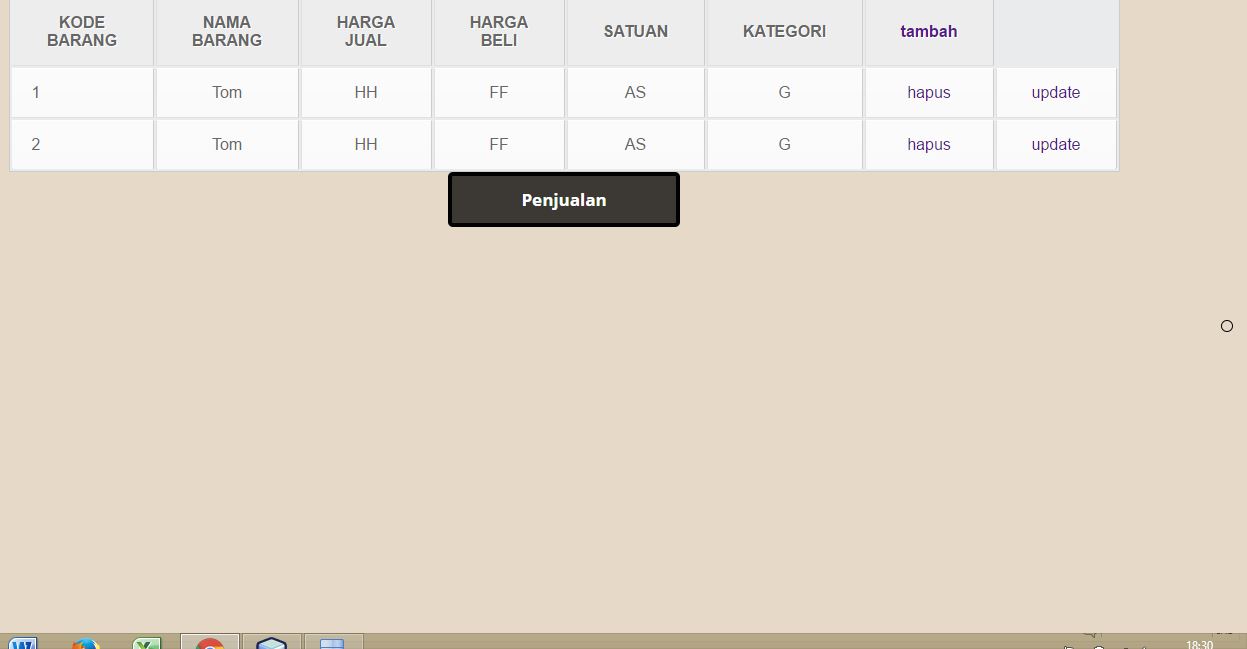 KODE BARANG NAMA BARANG HARGA JUAL HARGA BELI SATUAN KATEGORI tambah
1 Tom HH FF AS G hapus update
2 Tom HH FF AS G hapus update
Penjualan
18:30